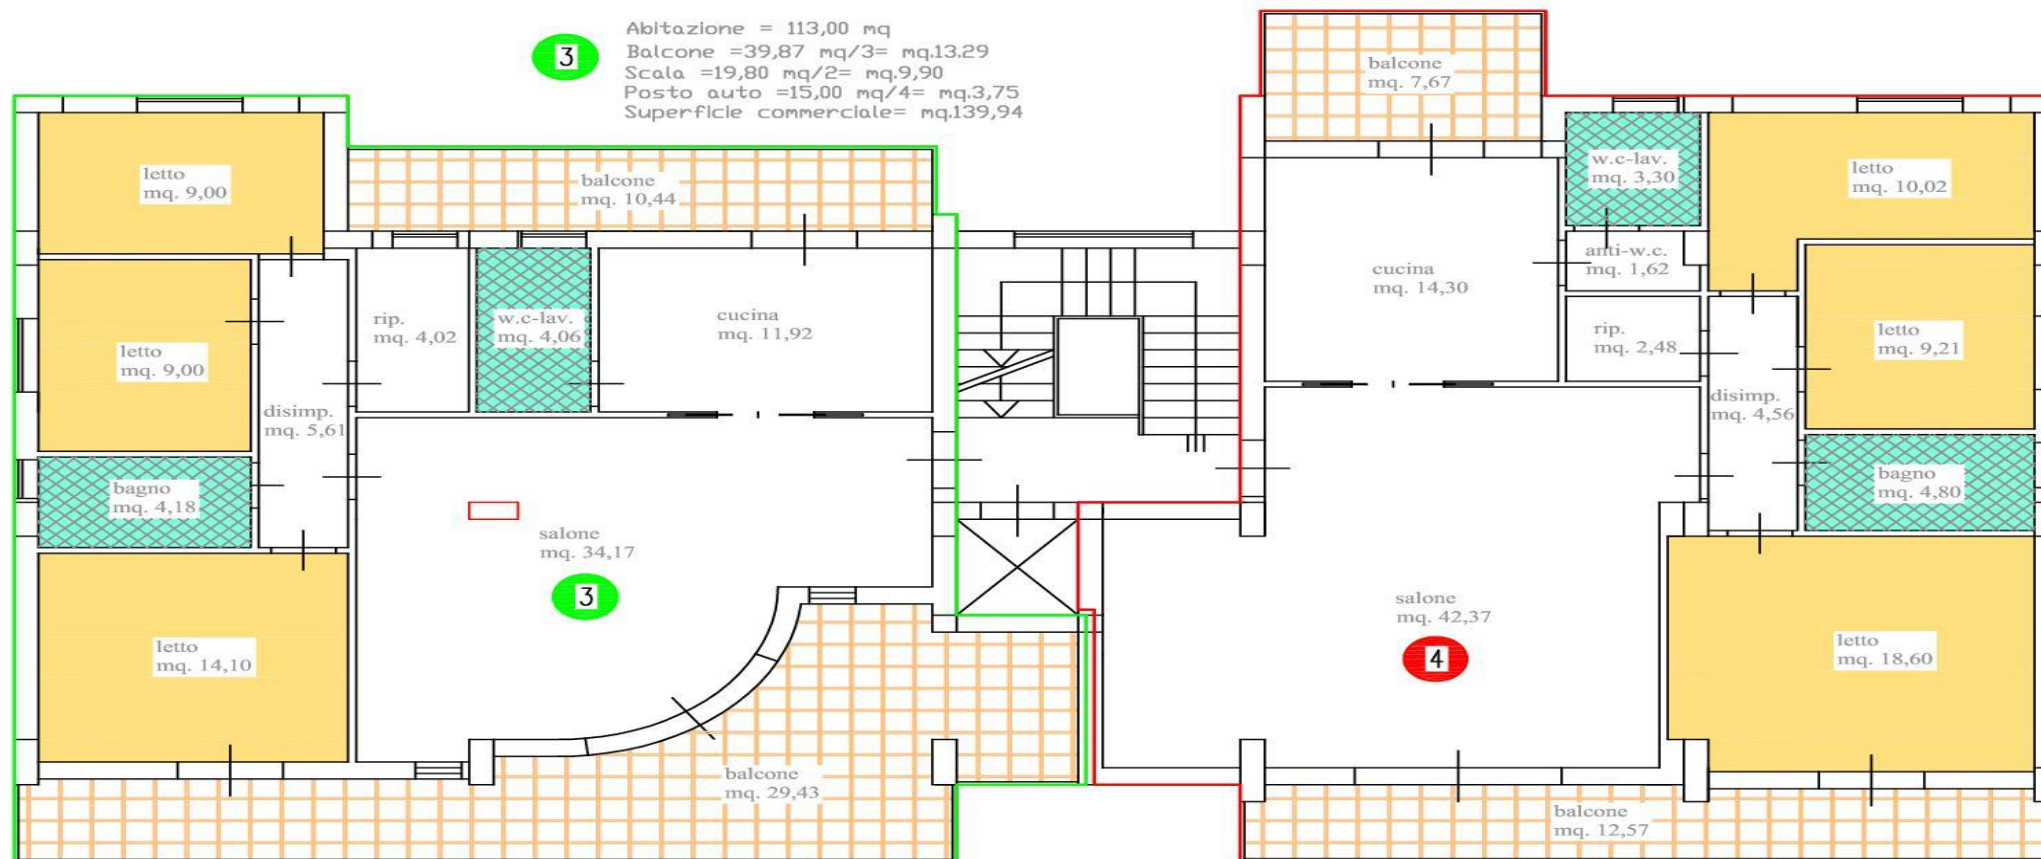 3
Abitazione = 113,00 mq
Balcone =39,87 mq/3= mq.13.29
Scala =19,80 mq/2= mq.9,90
Posto auto =15,00 mq/4= mq.3,75
Superficie commerciale= mq.139,94
letto
mq. 9,00
balcone
mq. 10,44
rip.
mq. 4,02
w.c-lav.
mq. 4,06
cucina
mq. 11,92
letto
mq. 9,00
disimp.
mq. 5,61
bagno
mq. 4,18
salone
mq. 34,17
3
letto
mq. 14,10
balcone
mq. 29,43
balcone
mq. 7,67
w.c-lav.
mq. 3,30
letto
mq. 10,02
cucina
mq. 14,30
anti-w.c.
mq. 1,62
rip.
mq. 2,48
letto
mq. 9,21
disimp.
mq. 4,56
bagno
mq. 4,80
salone
mq. 42,37
4
letto
mq. 18,60
balcone
mq. 12,57